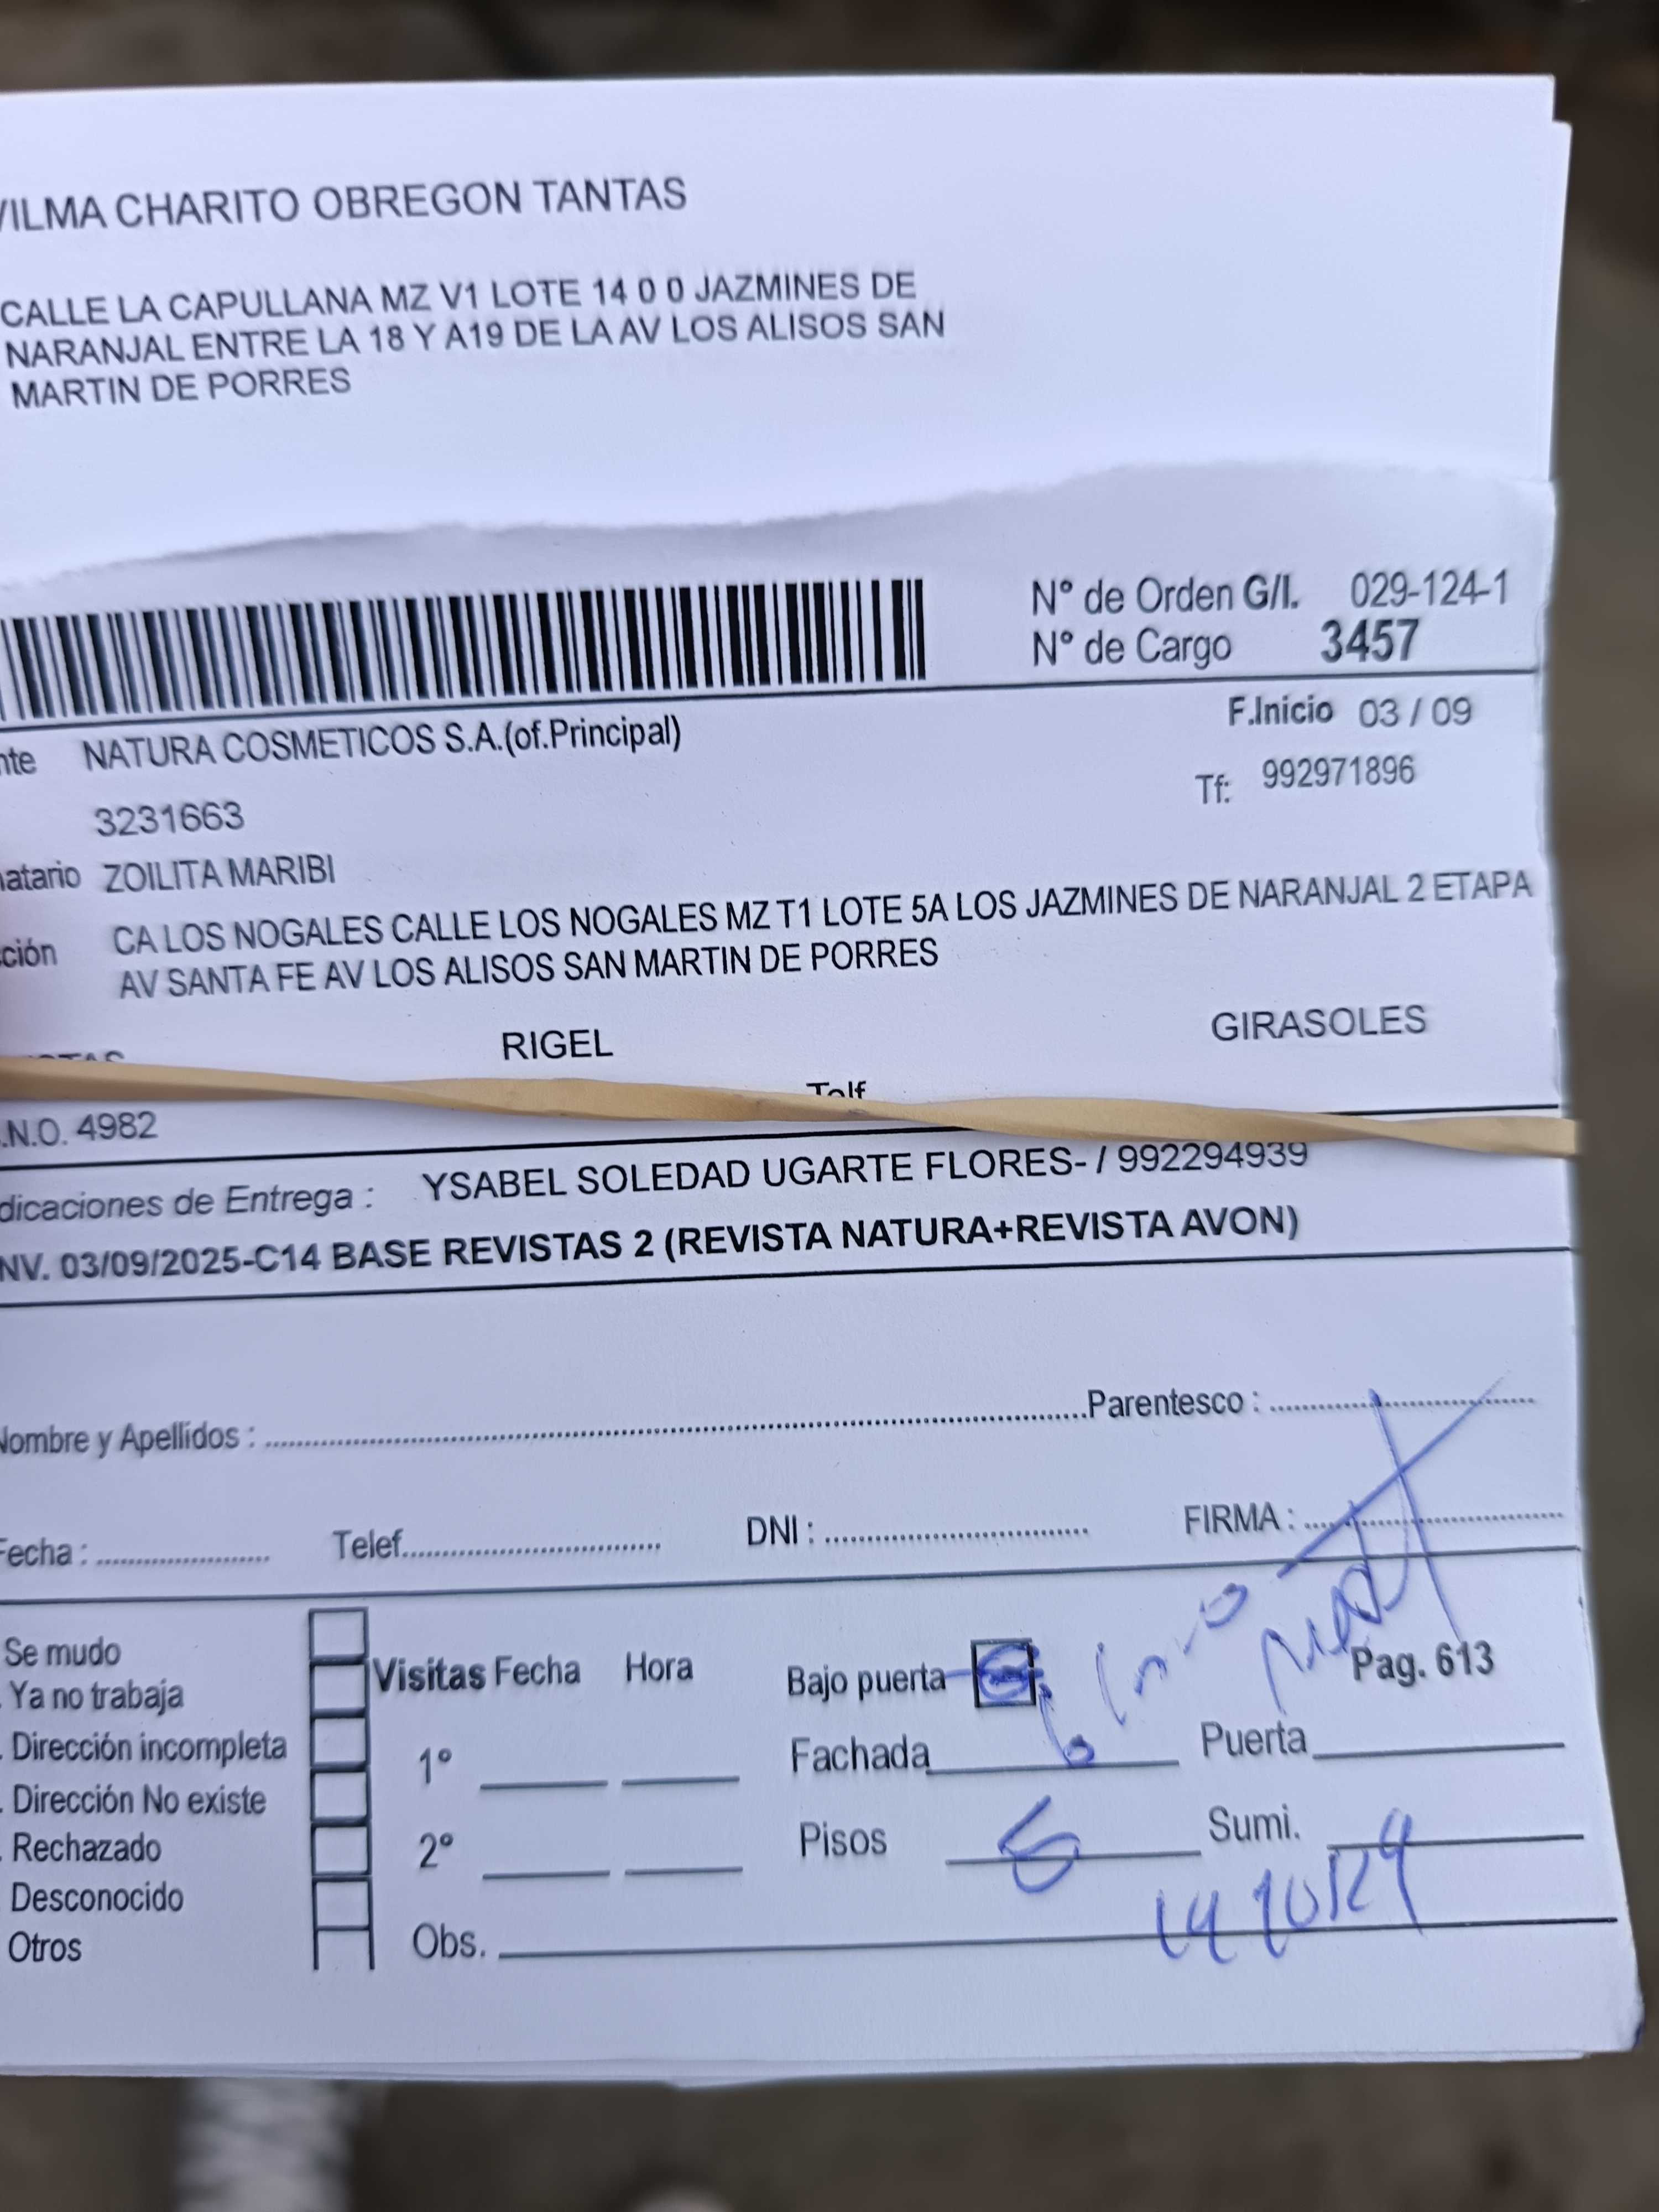 VILMA CHARITO OBREGON TANTAS
CALLE LA CAPULLANA MZ V1 LOTE 14 0 0 JAZMINES DE
NARANJAL ENTRE LA 18 Y A19 DE LA AV LOS ALISOS SAN
MARTIN DE PORRES
N° de Orden G/I. 029-124-1
N° de Cargo 3457
F.Inicio 03 / 09
nte NATURA COSMETICOS S.A.(of.Principal)
Tf: 992971896
3231663
natario ZOILITA MARIBI
CA LOS NOGALES CALLE LOS NOGALES MZ T1 LOTE 5A LOS JAZMINES DE NARANJAL 2 ETAPA
cción AV SANTA FE AV LOS ALISOS SAN MARTIN DE PORRES
RIGEL GIRASOLES
Telf
.N.O. 4982
dicaciones de Entrega : YSABEL SOLEDAD UGARTE FLORES- / 992294939
NV. 03/09/2025-C14 BASE REVISTAS 2 (REVISTA NATURA+REVISTA AVON)
Nombre y Apellidos : Parentesco :
Fecha : Telef. DNI : FIRMA :
Se mudo
Ya no trabaja
Dirección incompleta
Dirección No existe
Rechazado
Desconocido
Otros
Visitas Fecha Hora
1°
2°
Obs.
Bajo puerta Pag. 613
Fachada Puerta
Pisos Sumi.